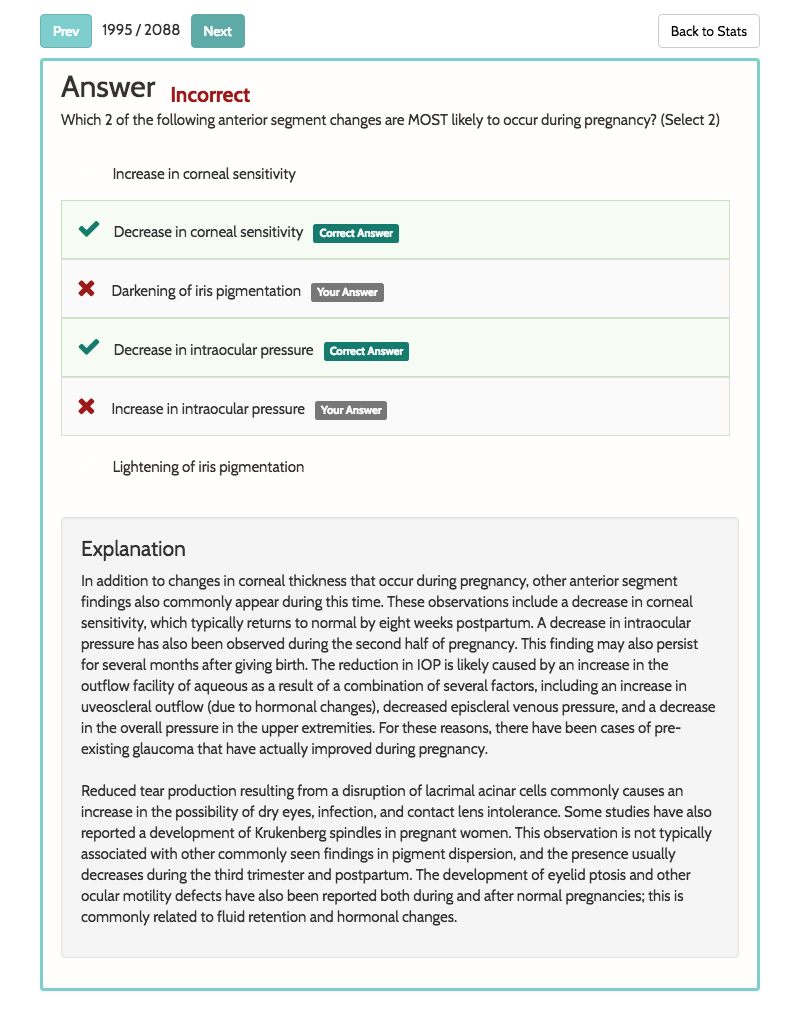 Prev 1995 / 2088 Next Back to Stats
Answer Incorrect
Which 2 of the following anterior segment changes are MOST likely to occur during pregnancy? (Select 2)
Increase in corneal sensitivity
Decrease in corneal sensitivity Correct Answer
Darkening of iris pigmentation Your Answer
Decrease in intraocular pressure Correct Answer
Increase in intraocular pressure Your Answer
Lightening of iris pigmentation
Explanation
In addition to changes in corneal thickness that occur during pregnancy, other anterior segment
findings also commonly appear during this time. These observations include a decrease in corneal
sensitivity, which typically returns to normal by eight weeks postpartum. A decrease in intraocular
pressure has also been observed during the second half of pregnancy. This finding may also persist
for several months after giving birth. The reduction in IOP is likely caused by an increase in the
outflow facility of aqueous as a result of a combination of several factors, including an increase in
uveoscleral outflow (due to hormonal changes), decreased episcleral venous pressure, and a decrease
in the overall pressure in the upper extremities. For these reasons, there have been cases of pre-
existing glaucoma that have actually improved during pregnancy.
Reduced tear production resulting from a disruption of lacrimal acinar cells commonly causes an
increase in the possibility of dry eyes, infection, and contact lens intolerance. Some studies have also
reported a development of Krukenberg spindles in pregnant women. This observation is not typically
associated with other commonly seen findings in pigment dispersion, and the presence usually
decreases during the third trimester and postpartum. The development of eyelid ptosis and other
ocular motility defects have also been reported both during and after normal pregnancies; this is
commonly related to fluid retention and hormonal changes.